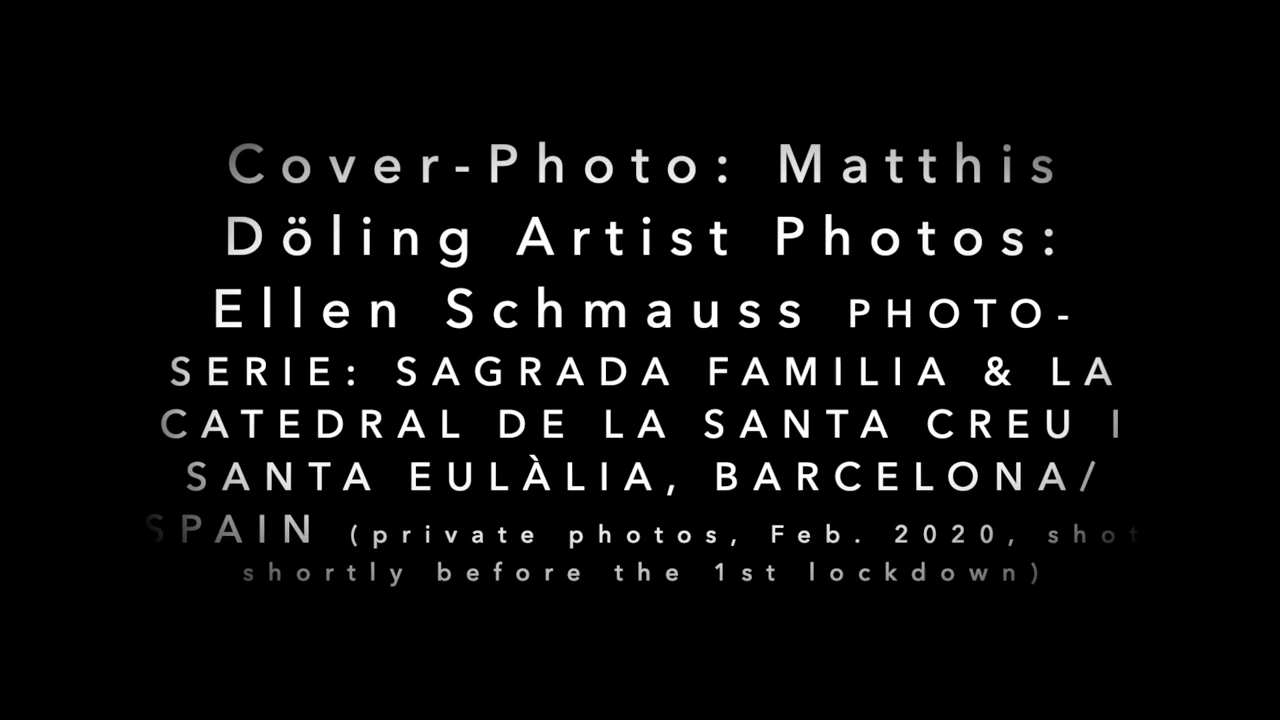 Cover-Photo: Matthis
Döling Artist Photos:
Ellen Schmauss PHOTO-
SERIE: SAGRADA FAMILIA & LA
CATEDRAL DE LA SANTA CREU I
SANTA EULÀLIA, BARCELONA/
SPAIN (private photos, Feb. 2020, shot
shortly before the 1st lockdown)